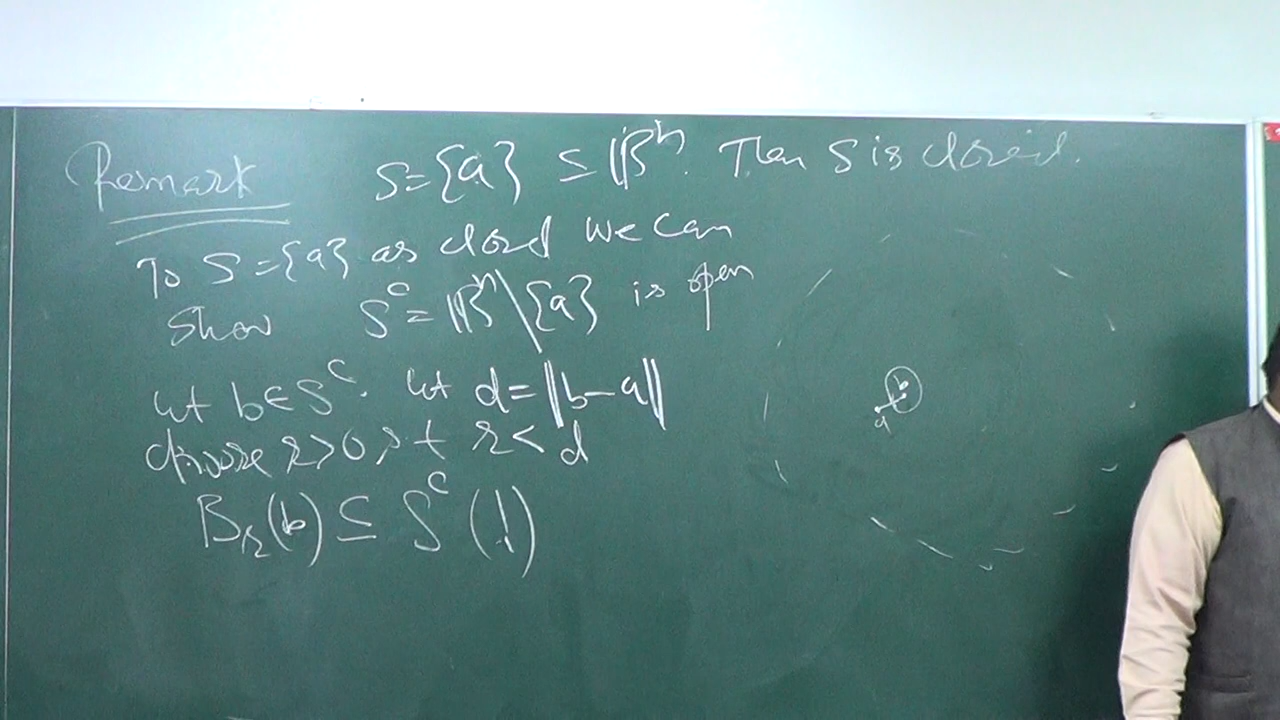 Remark S = {a} ⊆ ℝⁿ. Then S is closed.
To S = {a} as closed we can
show Sᶜ = ℝⁿ \ {a} is open
Let b ∈ Sᶜ. Let d = ||b - a||
choose r > 0 s.t r < d
Bᵣ(b) ⊆ Sᶜ (!)
b
a